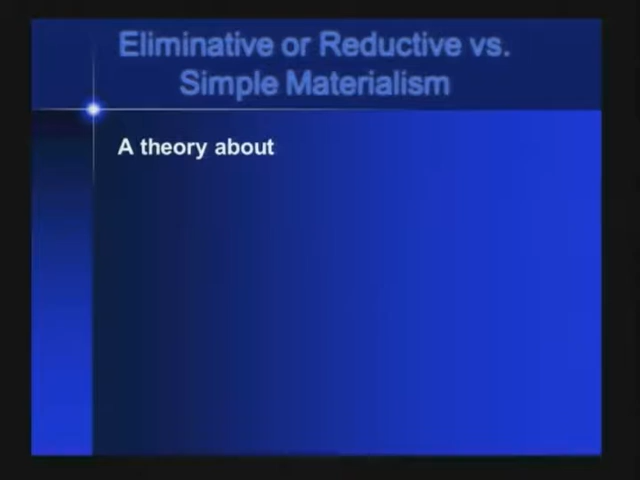 Eliminative or Reductive vs.
Simple Materialism
A theory about